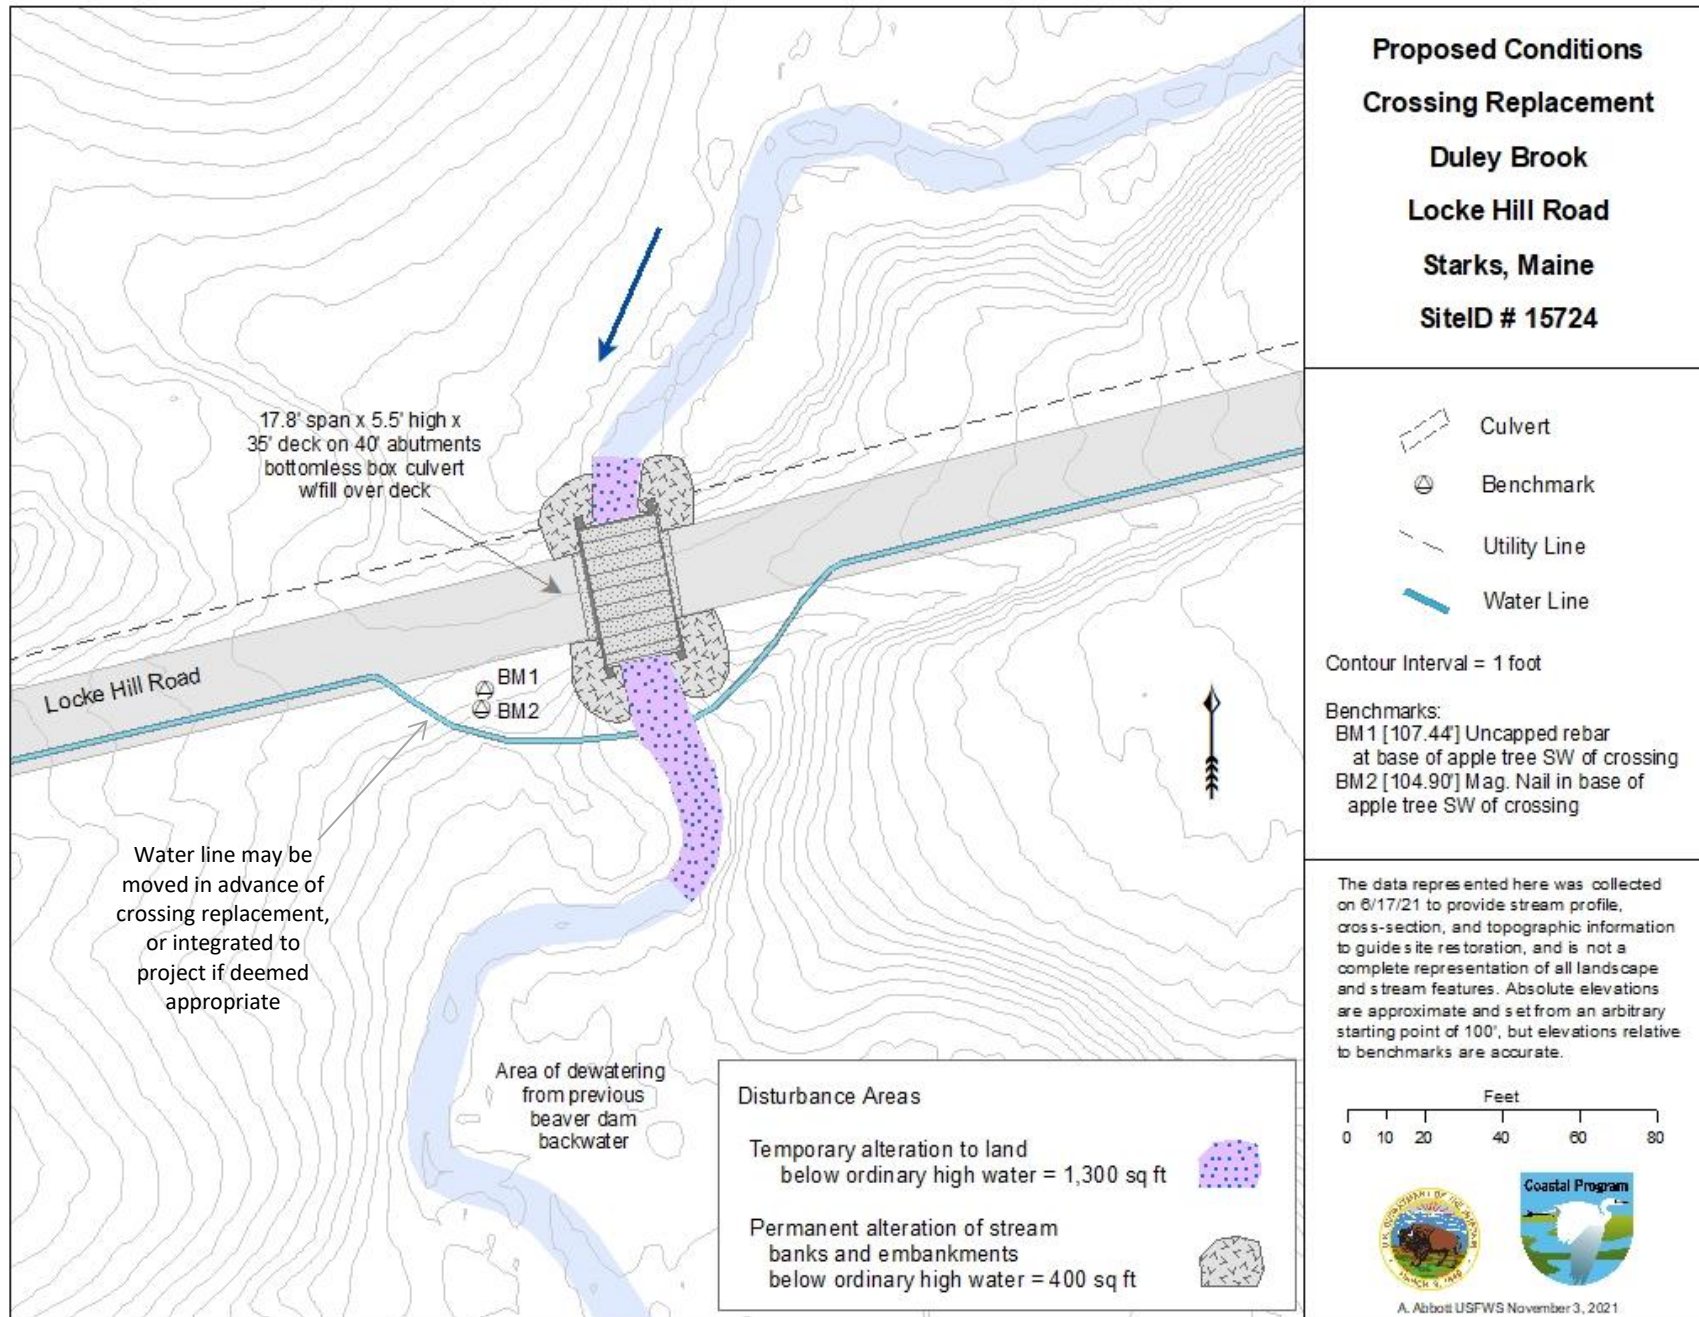 Proposed Conditions
Crossing Replacement
Duley Brook
Locke Hill Road
Starks, Maine
SiteID # 15724
17.8' span x 5.5' high x
35' deck on 40' abutments
bottomless box culvert
w/fill over deck
Locke Hill Road
BM1
BM2
Water line may be
moved in advance of
crossing replacement,
or integrated to
project if deemed
appropriate
Area of dewatering
from previous
beaver dam
backwater
Disturbance Areas
Temporary alteration to land
below ordinary high water = 1,300 sq ft
Permanent alteration of stream
banks and embankments
below ordinary high water = 400 sq ft
Culvert
Benchmark
Utility Line
Water Line
Contour Interval = 1 foot
Benchmarks:
BM1 [107.44'] Uncapped rebar
at base of apple tree SW of crossing
BM2 [104.90'] Mag. Nail in base of
apple tree SW of crossing
The data represented here was collected
on 6/17/21 to provide stream profile,
cross-section, and topographic information
to guide site restoration, and is not a
complete representation of all landscape
and stream features. Absolute elevations
are approximate and set from an arbitrary
starting point of 100', but elevations relative
to benchmarks are accurate.
Feet
0 10 20 40 60 80
U.S. DEPARTMENT OF THE INTERIOR
MARCH 3, 1849
Coastal Program
A. Abbott USFWS November 3, 2021